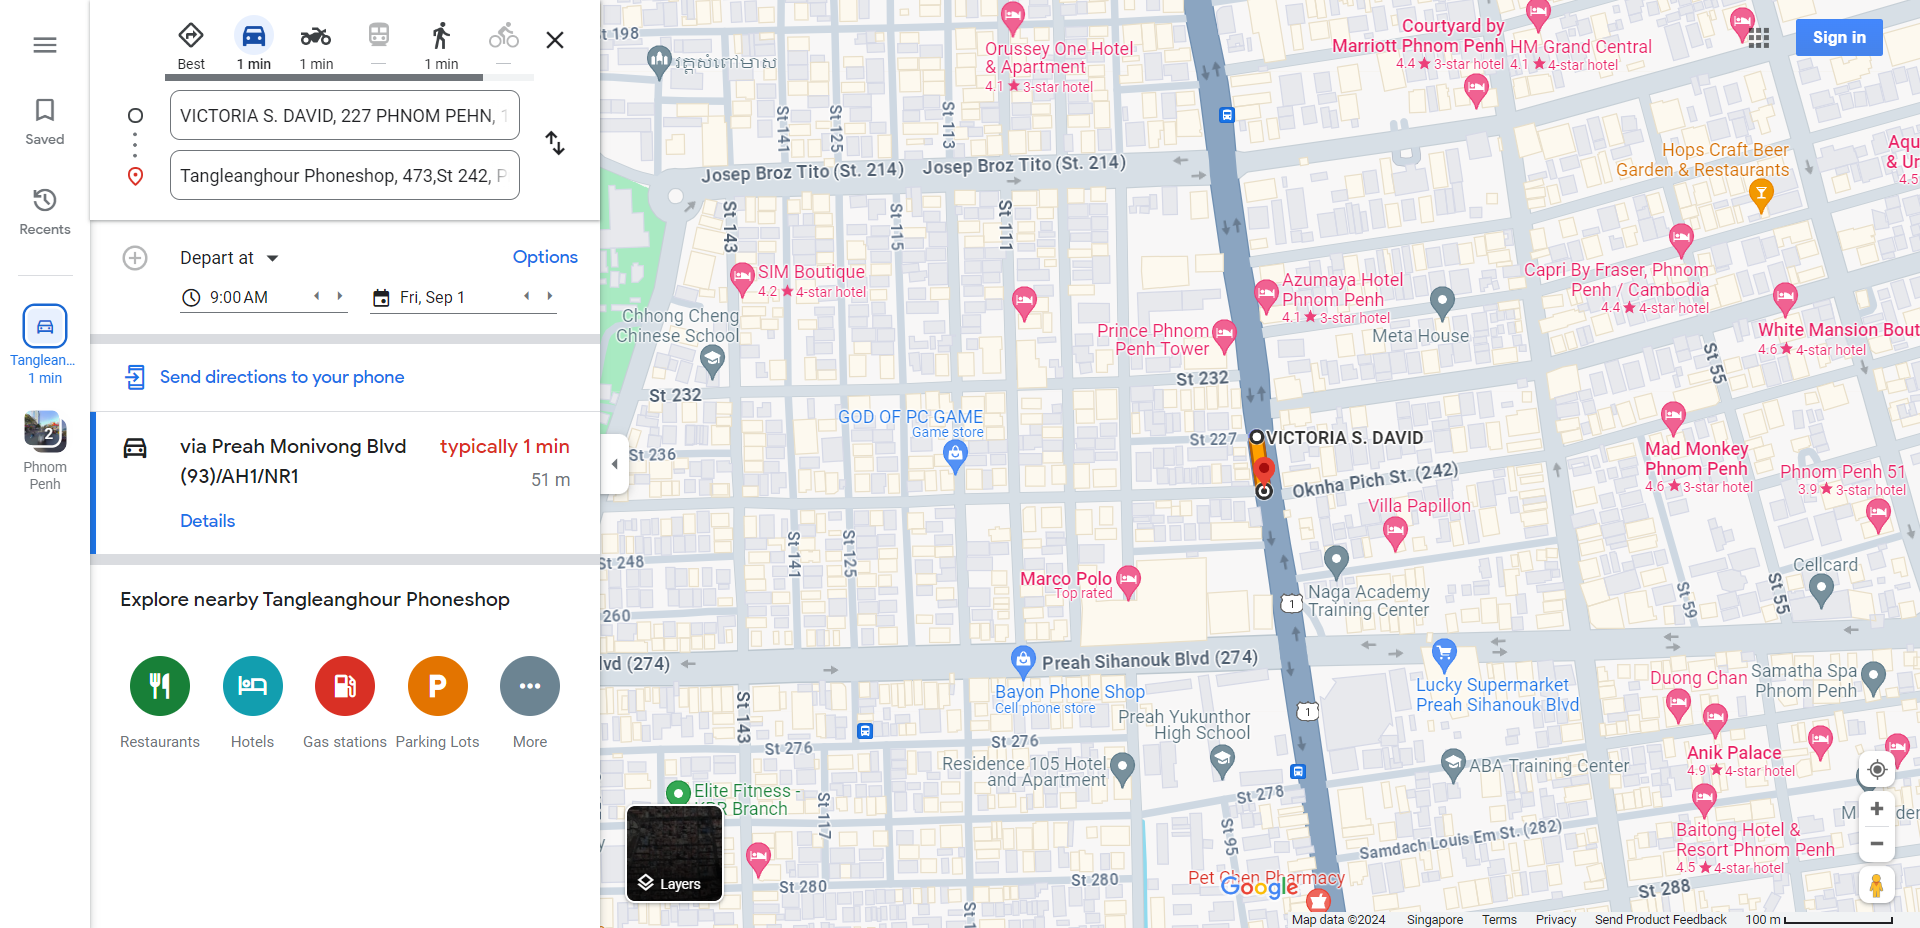 Best
1 min
1 min
—
1 min
—
VICTORIA S. DAVID, 227 PHNOM PEHN,
Tangleanghour Phoneshop, 473,St 242, P
Saved
Recents
Tanglean...
1 min
2
Phnom
Penh
Depart at
Options
9:00 AM
Fri, Sep 1
Send directions to your phone
via Preah Monivong Blvd
(93)/AH1/NR1
typically 1 min
51 m
Details
Explore nearby Tangleanghour Phoneshop
Restaurants
Hotels
Gas stations
P
Parking Lots
More
Layers
Sign in
St 198
វត្តសំពៅមាស
Orussey One Hotel
& Apartment
4.1 ★ 3-star hotel
Courtyard by
Marriott Phnom Penh
4.4 ★ 3-star hotel
HM Grand Central
4.1 ★ 4-star hotel
St 141
St 125
St 113
Josep Broz Tito (St. 214)
Josep Broz Tito (St. 214)
Hops Craft Beer
Garden & Restaurants
Aqu
& Ur
4.5
St 143
St 115
St 111
SIM Boutique
4.2 ★ 4-star hotel
Azumaya Hotel
Phnom Penh
4.1 ★ 3-star hotel
Capri By Fraser, Phnom
Penh / Cambodia
4.4 ★ 4-star hotel
Meta House
Chhong Cheng
Chinese School
Prince Phnom
Penh Tower
White Mansion Bout
4.6 ★ 4-star hotel
St 55
St 232
St 232
GOD OF PC GAME
Game store
St 227
VICTORIA S. DAVID
St 236
Oknha Pich St. (242)
Mad Monkey
Phnom Penh
4.6 ★ 3-star hotel
Phnom Penh 51
3.9 ★ 3-star hotel
Villa Papillon
St 248
St 141
St 125
Marco Polo
Top rated
Naga Academy
Training Center
Cellcard
St 59
St 55
1
260
lvd (274)
Preah Sihanouk Blvd (274)
Bayon Phone Shop
Cell phone store
Lucky Supermarket
Preah Sihanouk Blvd
Duong Chan
Samatha Spa
Phnom Penh
St 143
1
Preah Yukunthor
High School
St 276
St 276
Residence 105 Hotel
and Apartment
ABA Training Center
Anik Palace
4.9 ★ 4-star hotel
Elite Fitness -
KPR Branch
St 278
St 117
St 95
Samdach Louis Em St. (282)
Baitong Hotel &
Resort Phnom Penh
4.5 ★ 4-star hotel
St 280
St 280
Pet Chen Pharmacy
St 288
Google
Map data ©2024
Singapore
Terms
Privacy
Send Product Feedback
100 m